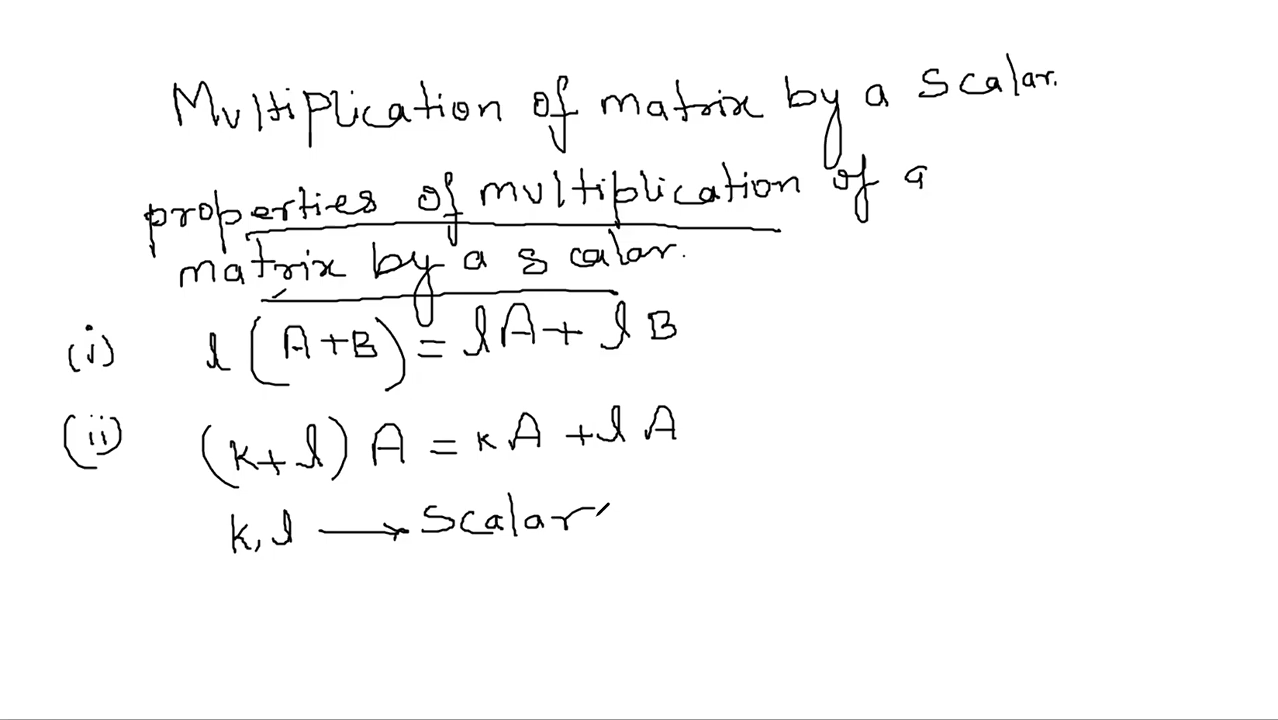 Multiplication of matrix by a scalar.
properties of multiplication of a
matrix by a scalar.
(i) l(A+B) = lA + lB
(ii) (k+l)A = kA + lA
k, l → Scalar